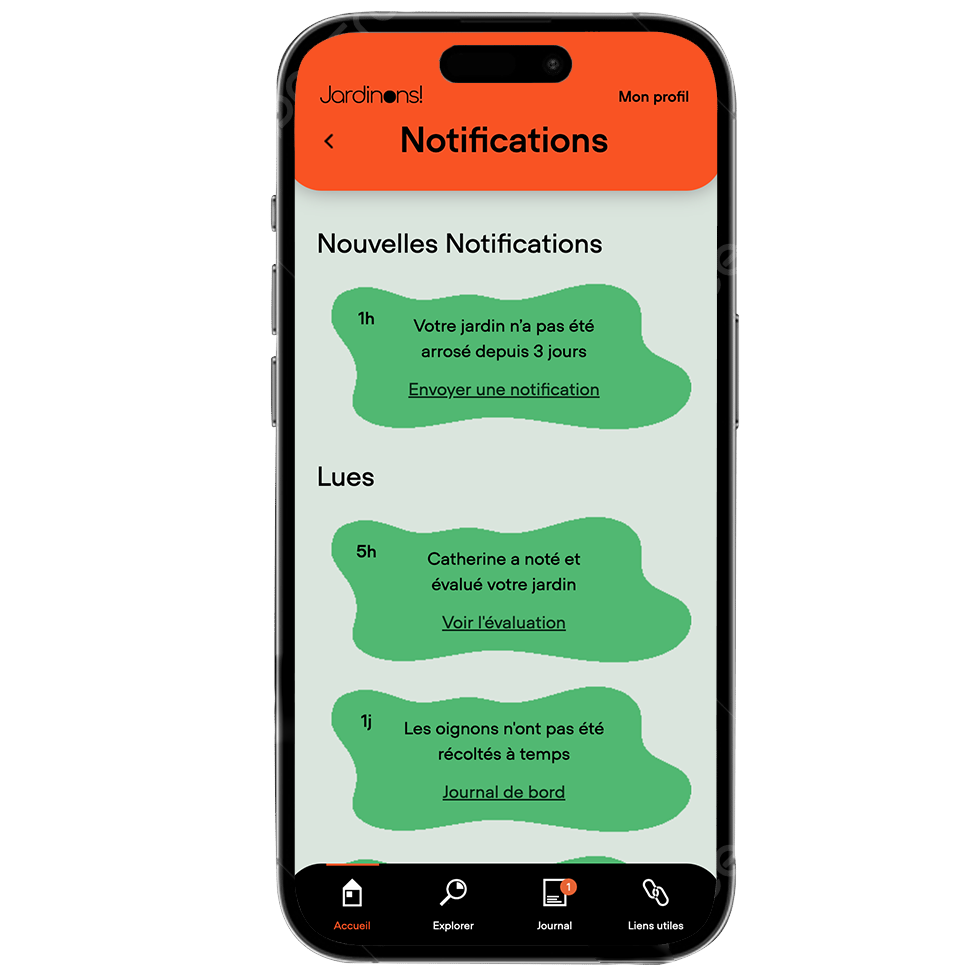 Jardinons!
Mon profil
Notifications
Nouvelles Notifications
1h
Votre jardin n’a pas été
arrosé depuis 3 jours
Envoyer une notification
Lues
5h
Catherine a noté et
évalué votre jardin
Voir l'évaluation
1j
Les oignons n'ont pas été
récoltés à temps
Journal de bord
1
Accueil
Explorer
Journal
Liens utiles